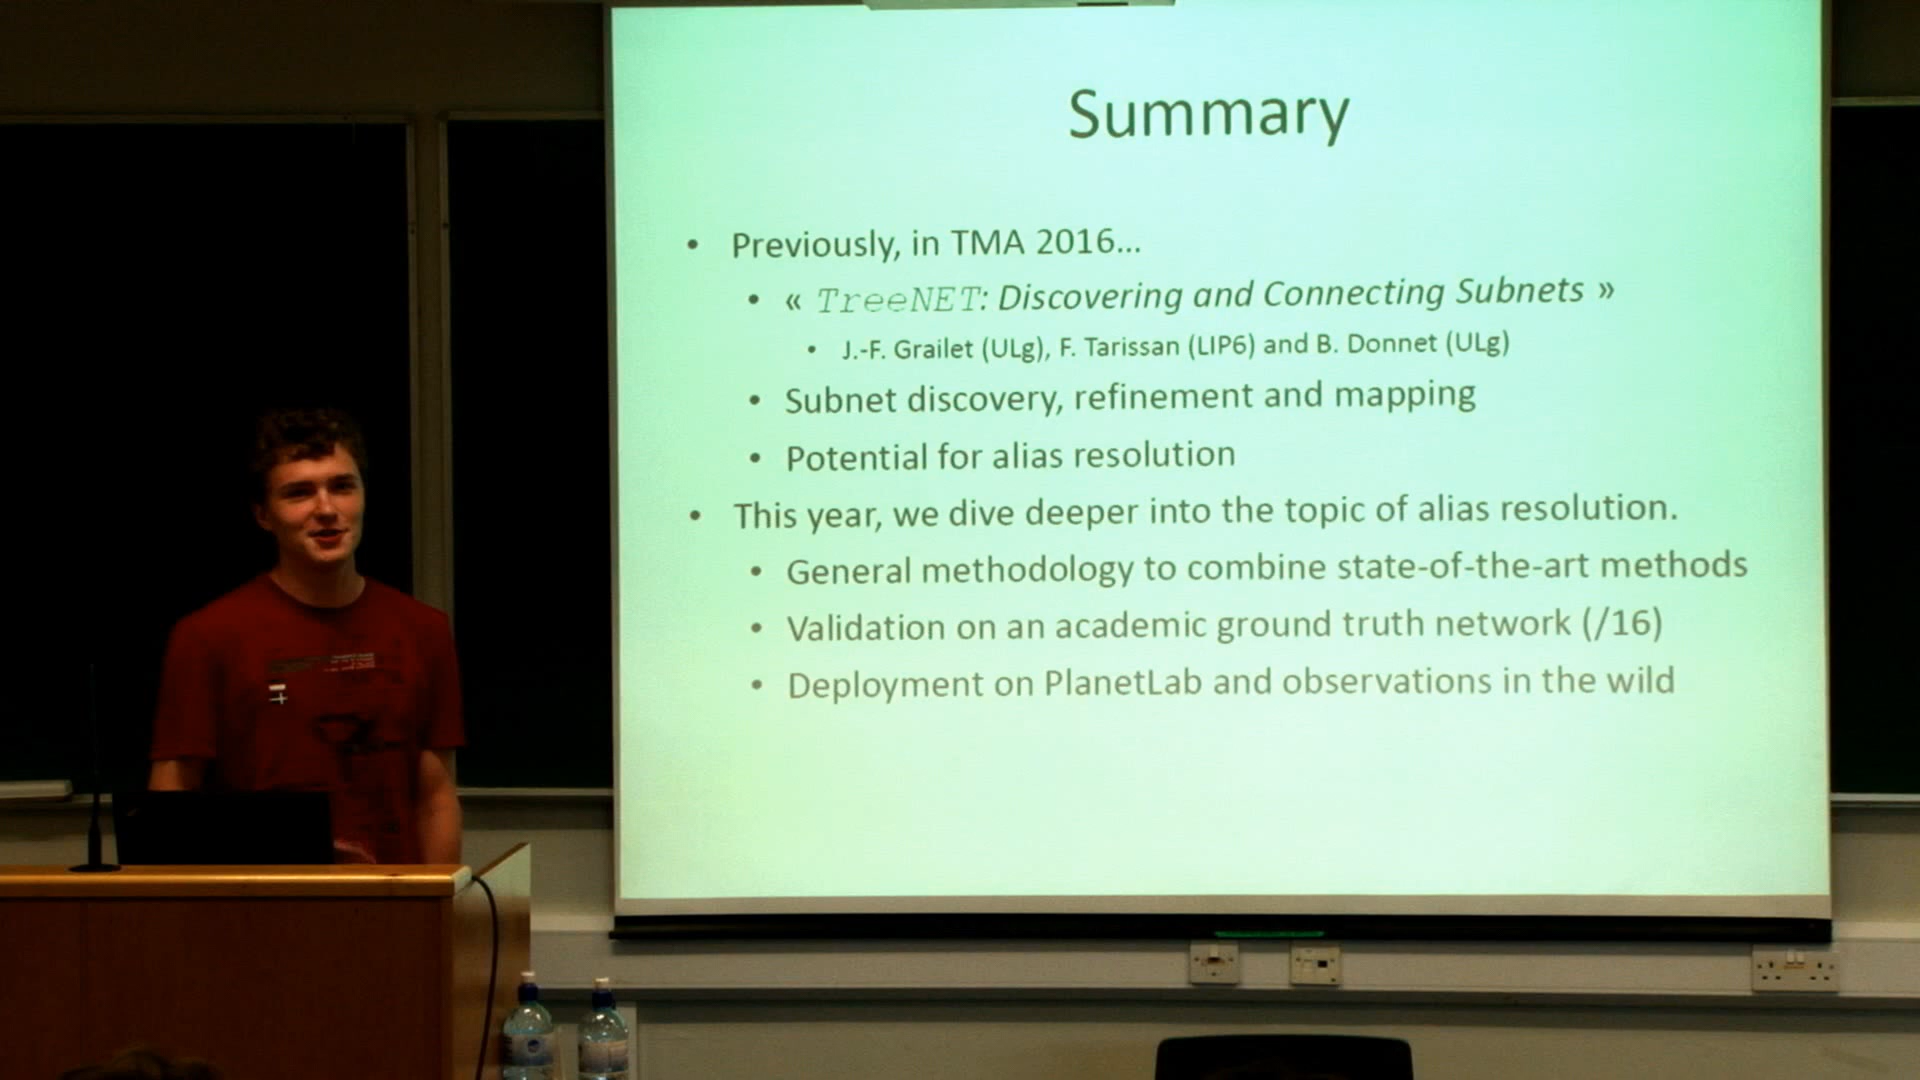 Summary
• Previously, in TMA 2016...
• « TreeNET: Discovering and Connecting Subnets »
• J.-F. Grailet (ULg), F. Tarissan (LIP6) and B. Donnet (ULg)
• Subnet discovery, refinement and mapping
• Potential for alias resolution
• This year, we dive deeper into the topic of alias resolution.
• General methodology to combine state-of-the-art methods
• Validation on an academic ground truth network (/16)
• Deployment on PlanetLab and observations in the wild